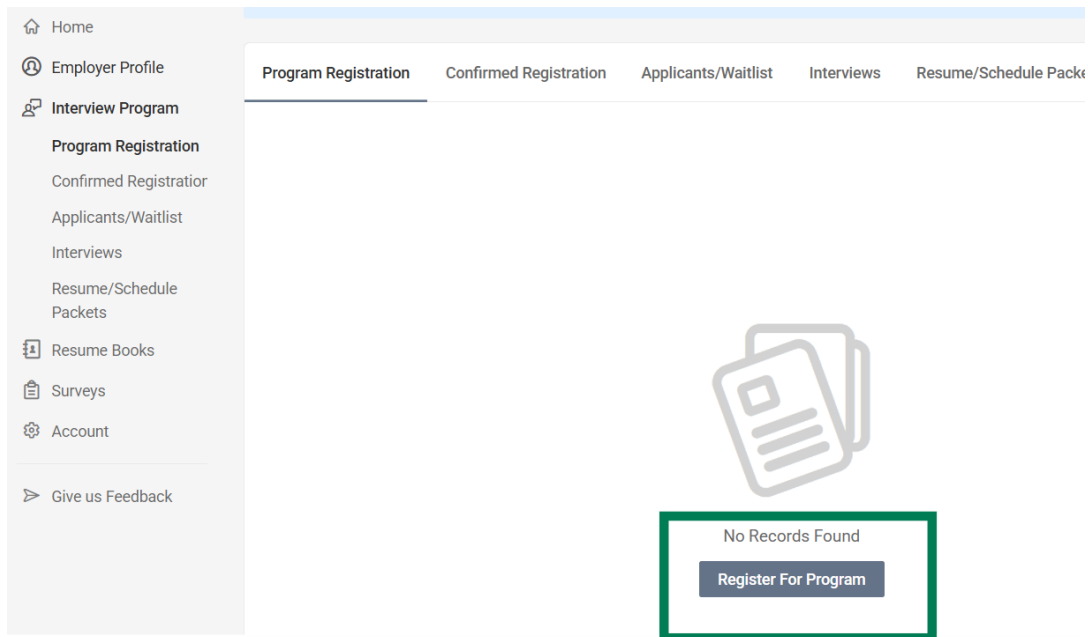 Home
Employer Profile
Interview Program
Program Registration
Confirmed Registration
Applicants/Waitlist
Interviews
Resume/Schedule
Packets
Resume Books
Surveys
Account
Give us Feedback
Program Registration
Confirmed Registration
Applicants/Waitlist
Interviews
Resume/Schedule Packe
No Records Found
Register For Program